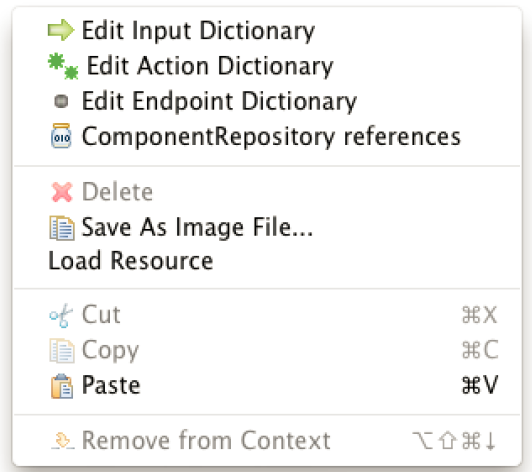 Edit Input Dictionary
Edit Action Dictionary
Edit Endpoint Dictionary
010 ComponentRepository references
Delete
Save As Image File...
Load Resource
Cut ⌘X
Copy ⌘C
Paste ⌘V
Remove from Context ⌥⇧⌘↓